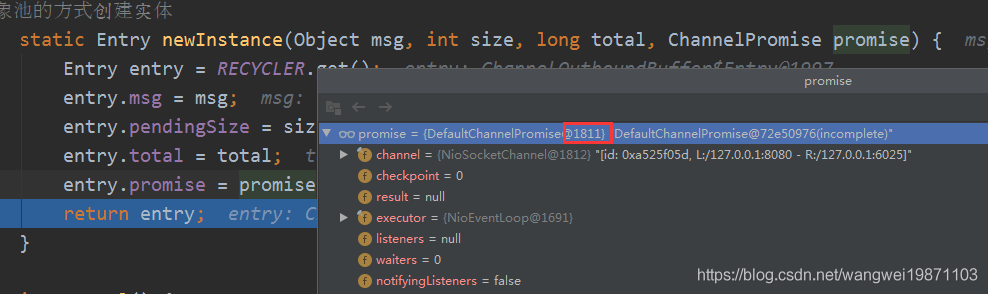 象池的方式创建实体
static Entry newInstance(Object msg, int size, long total, ChannelPromise promise) { ms
Entry entry = RECYCLER.get(); entry: ChannelOutboundBuffer$Entry@1997
promise
entry.msg = msg; msg:
entry.pendingSize = siz
promise = {DefaultChannelPromise@1811} "DefaultChannelPromise@72e50976(incomplete)"
entry.total = total; t
channel = {NioSocketChannel@1812} "[id: 0xa525f05d, L:/127.0.0.1:8080 - R:/127.0.0.1:6025]"
checkpoint = 0
entry.promise = promise
result = null
return entry; entry: C
executor = {NioEventLoop@1691}
}
listeners = null
waiters = 0
notifyingListeners = false
https://blog.csdn.net/wangwei19871103